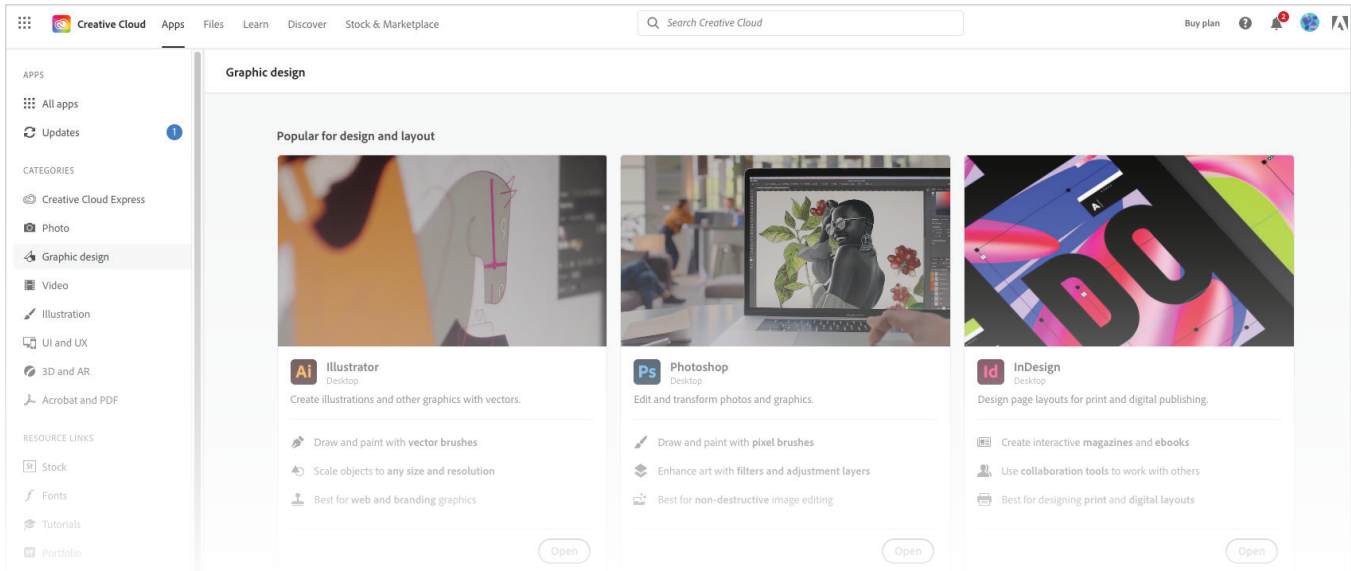 Creative Cloud Apps Files Learn Discover Stock & Marketplace Search Creative Cloud Buy plan ? 2
APPS
All apps
Updates 1
CATEGORIES
Creative Cloud Express
Photo
Graphic design
Video
Illustration
UI and UX
3D and AR
Acrobat and PDF
RESOURCE LINKS
St Stock
Fonts
Tutorials
Portfolio
Graphic design
Popular for design and layout
Ai Illustrator
Desktop
Create illustrations and other graphics with vectors.
Draw and paint with vector brushes
Scale objects to any size and resolution
Best for web and branding graphics
Open
Ps Photoshop
Desktop
Edit and transform photos and graphics.
Draw and paint with pixel brushes
Enhance art with filters and adjustment layers
Best for non-destructive image editing
Open
Id InDesign
Desktop
Design page layouts for print and digital publishing.
Create interactive magazines and ebooks
Use collaboration tools to work with others
Best for designing print and digital layouts
Open